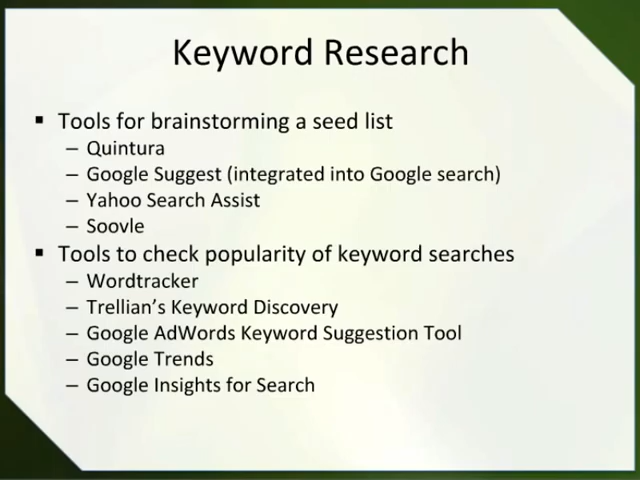 Keyword Research
▪ Tools for brainstorming a seed list
– Quintura
– Google Suggest (integrated into Google search)
– Yahoo Search Assist
– Soovle
▪ Tools to check popularity of keyword searches
– Wordtracker
– Trellian’s Keyword Discovery
– Google AdWords Keyword Suggestion Tool
– Google Trends
– Google Insights for Search